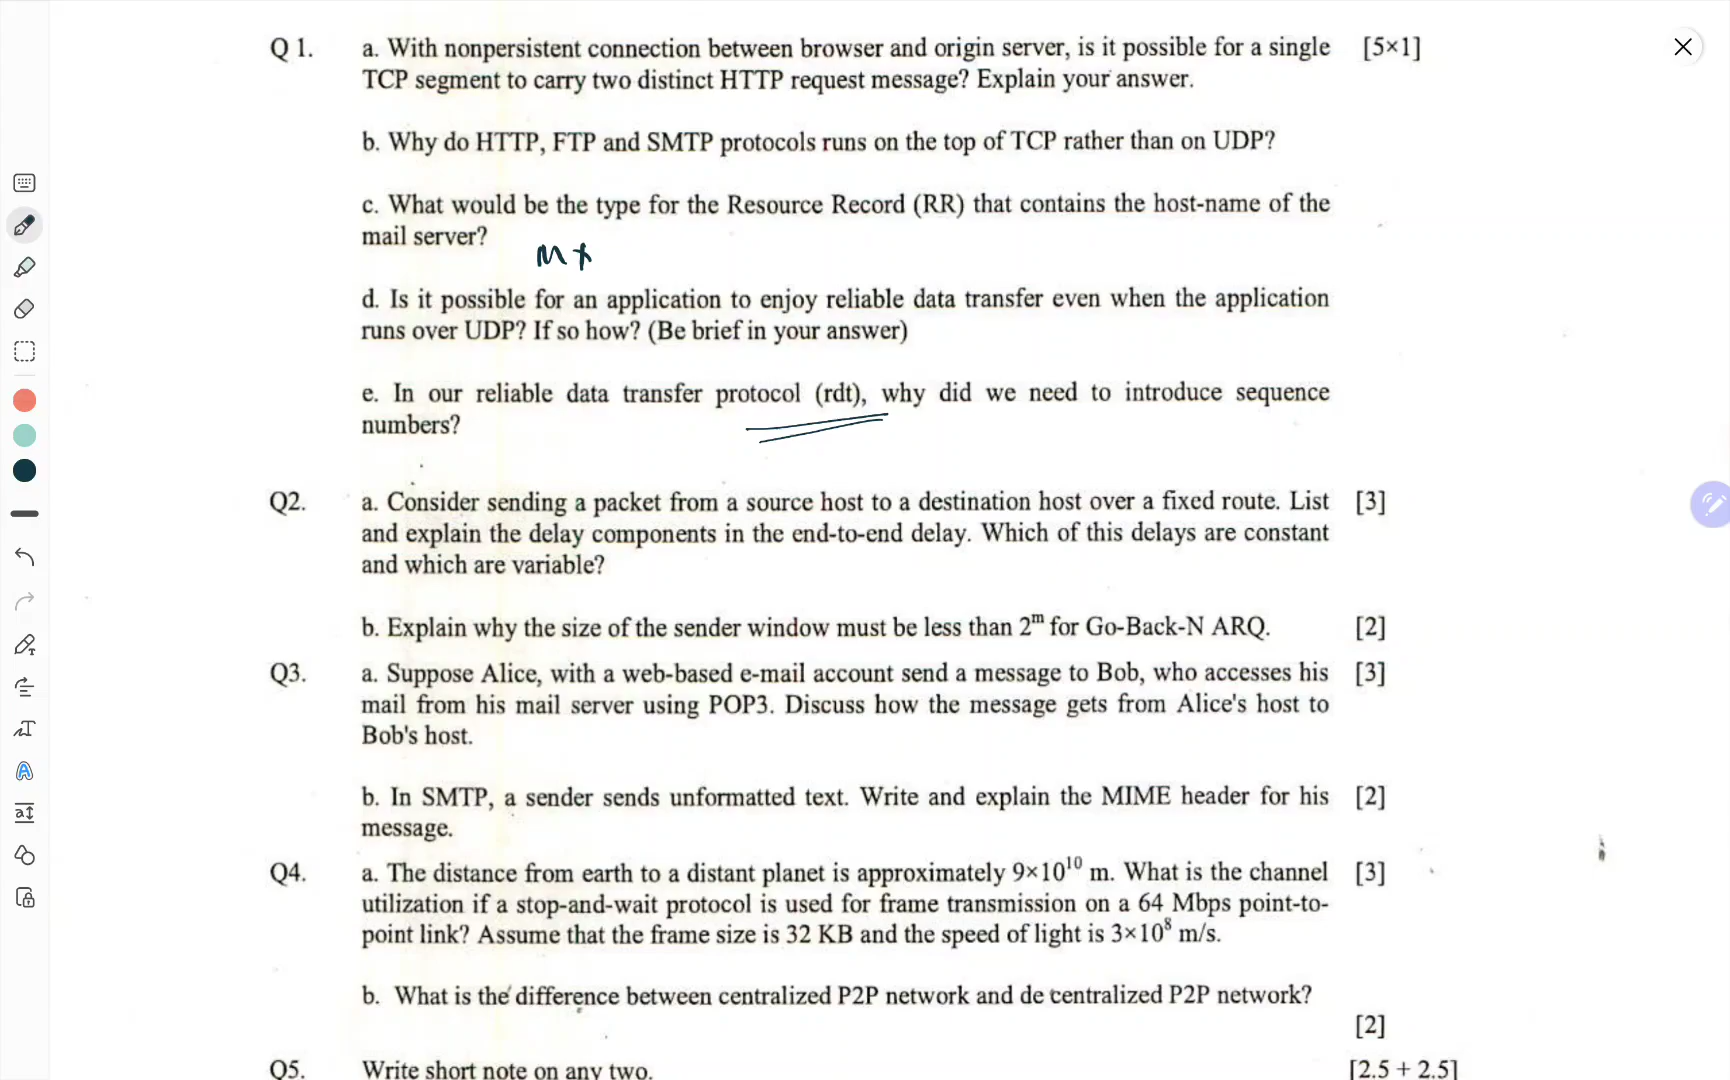 Q 1. a. With nonpersistent connection between browser and origin server, is it possible for a single [5×1]
TCP segment to carry two distinct HTTP request message? Explain your answer.
b. Why do HTTP, FTP and SMTP protocols runs on the top of TCP rather than on UDP?
c. What would be the type for the Resource Record (RR) that contains the host-name of the
mail server?
MX
d. Is it possible for an application to enjoy reliable data transfer even when the application
runs over UDP? If so how? (Be brief in your answer)
e. In our reliable data transfer protocol (rdt), why did we need to introduce sequence
numbers?
Q2. a. Consider sending a packet from a source host to a destination host over a fixed route. List [3]
and explain the delay components in the end-to-end delay. Which of this delays are constant
and which are variable?
b. Explain why the size of the sender window must be less than 2ᵐ for Go-Back-N ARQ. [2]
Q3. a. Suppose Alice, with a web-based e-mail account send a message to Bob, who accesses his [3]
mail from his mail server using POP3. Discuss how the message gets from Alice's host to
Bob's host.
b. In SMTP, a sender sends unformatted text. Write and explain the MIME header for his [2]
message.
Q4. a. The distance from earth to a distant planet is approximately 9×10¹⁰ m. What is the channel [3]
utilization if a stop-and-wait protocol is used for frame transmission on a 64 Mbps point-to-
point link? Assume that the frame size is 32 KB and the speed of light is 3×10⁸ m/s.
b. What is the difference between centralized P2P network and de centralized P2P network?
[2]
Q5. Write short note on any two. [2.5 + 2.5]